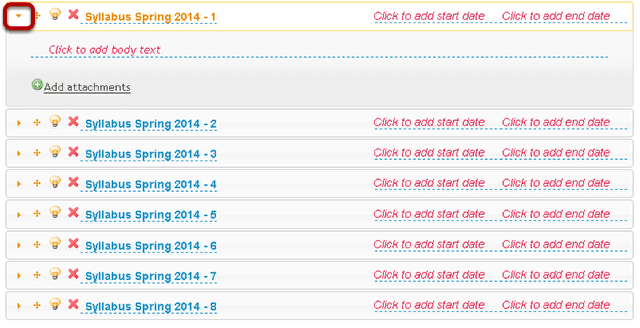 Syllabus Spring 2014 - 1 Click to add start date Click to add end date
Click to add body text
Add attachments
Syllabus Spring 2014 - 2 Click to add start date Click to add end date
Syllabus Spring 2014 - 3 Click to add start date Click to add end date
Syllabus Spring 2014 - 4 Click to add start date Click to add end date
Syllabus Spring 2014 - 5 Click to add start date Click to add end date
Syllabus Spring 2014 - 6 Click to add start date Click to add end date
Syllabus Spring 2014 - 7 Click to add start date Click to add end date
Syllabus Spring 2014 - 8 Click to add start date Click to add end date